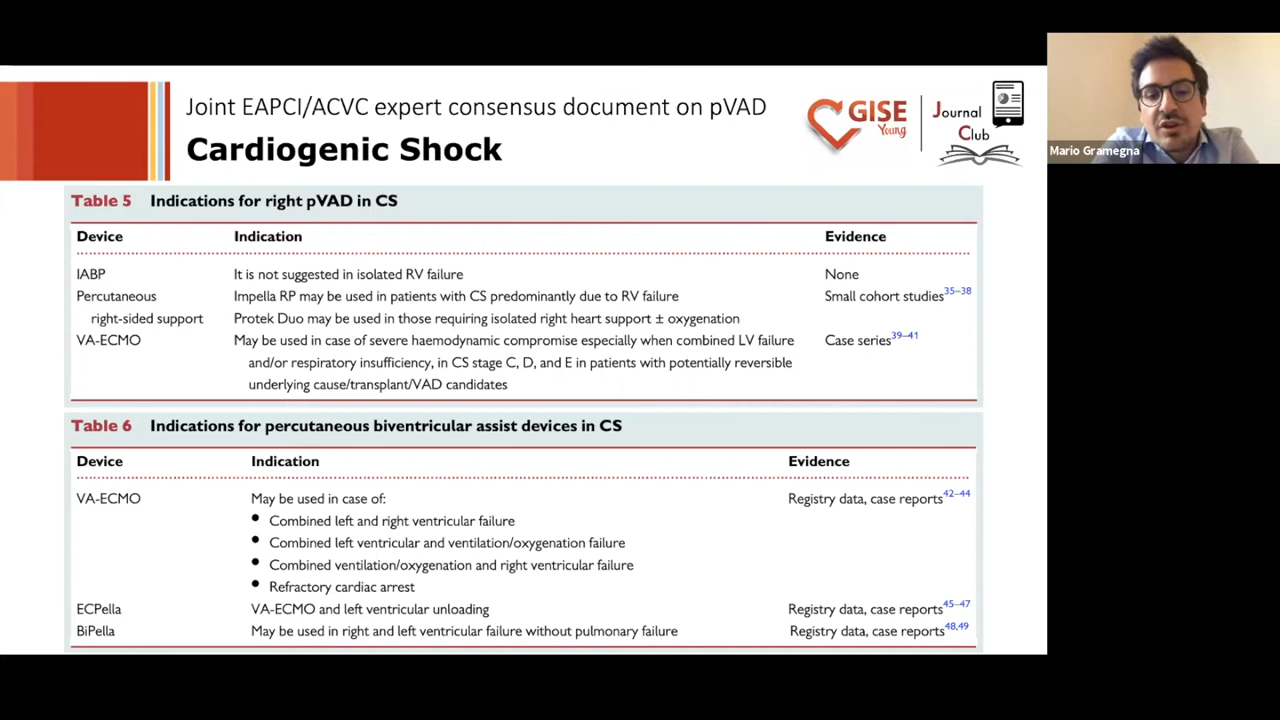 Joint EAPCI/ACVC expert consensus document on pVAD
Cardiogenic Shock
GISE
Young
Journal
Club
Mario Gramegna
Table 5 Indications for right pVAD in CS
Device Indication Evidence
IABP It is not suggested in isolated RV failure None
Percutaneous Impella RP may be used in patients with CS predominantly due to RV failure Small cohort studies35–38
right-sided support Protek Duo may be used in those requiring isolated right heart support ± oxygenation
VA-ECMO May be used in case of severe haemodynamic compromise especially when combined LV failure Case series39–41
and/or respiratory insufficiency, in CS stage C, D, and E in patients with potentially reversible
underlying cause/transplant/VAD candidates
Table 6 Indications for percutaneous biventricular assist devices in CS
Device Indication Evidence
VA-ECMO May be used in case of: Registry data, case reports42–44
• Combined left and right ventricular failure
• Combined left ventricular and ventilation/oxygenation failure
• Combined ventilation/oxygenation and right ventricular failure
• Refractory cardiac arrest
ECPella VA-ECMO and left ventricular unloading Registry data, case reports45–47
BiPella May be used in right and left ventricular failure without pulmonary failure Registry data, case reports48,49